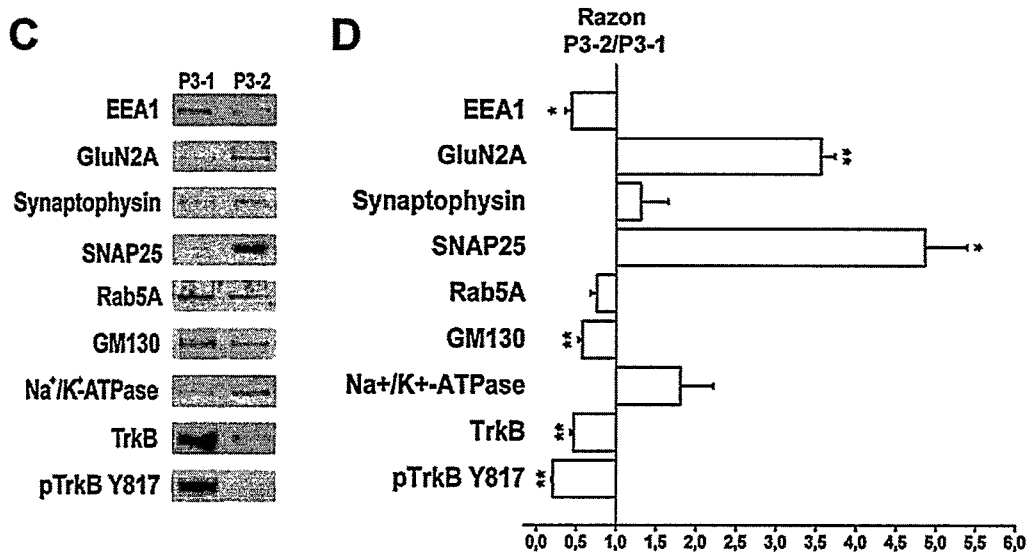 C
P3-1 P3-2
EEA1
GluN2A
Synaptophysin
SNAP25
Rab5A
GM130
Na+/K+-ATPase
TrkB
pTrkB Y817
D
Razon
P3-2/P3-1
EEA1 *
GluN2A **
Synaptophysin
SNAP25 *
Rab5A
GM130 **
Na+/K+-ATPase
TrkB **
pTrkB Y817 **
0,0 0,5 1,0 1,5 2,0 2,5 3,0 3,5 4,0 4,5 5,0 5,5 6,0